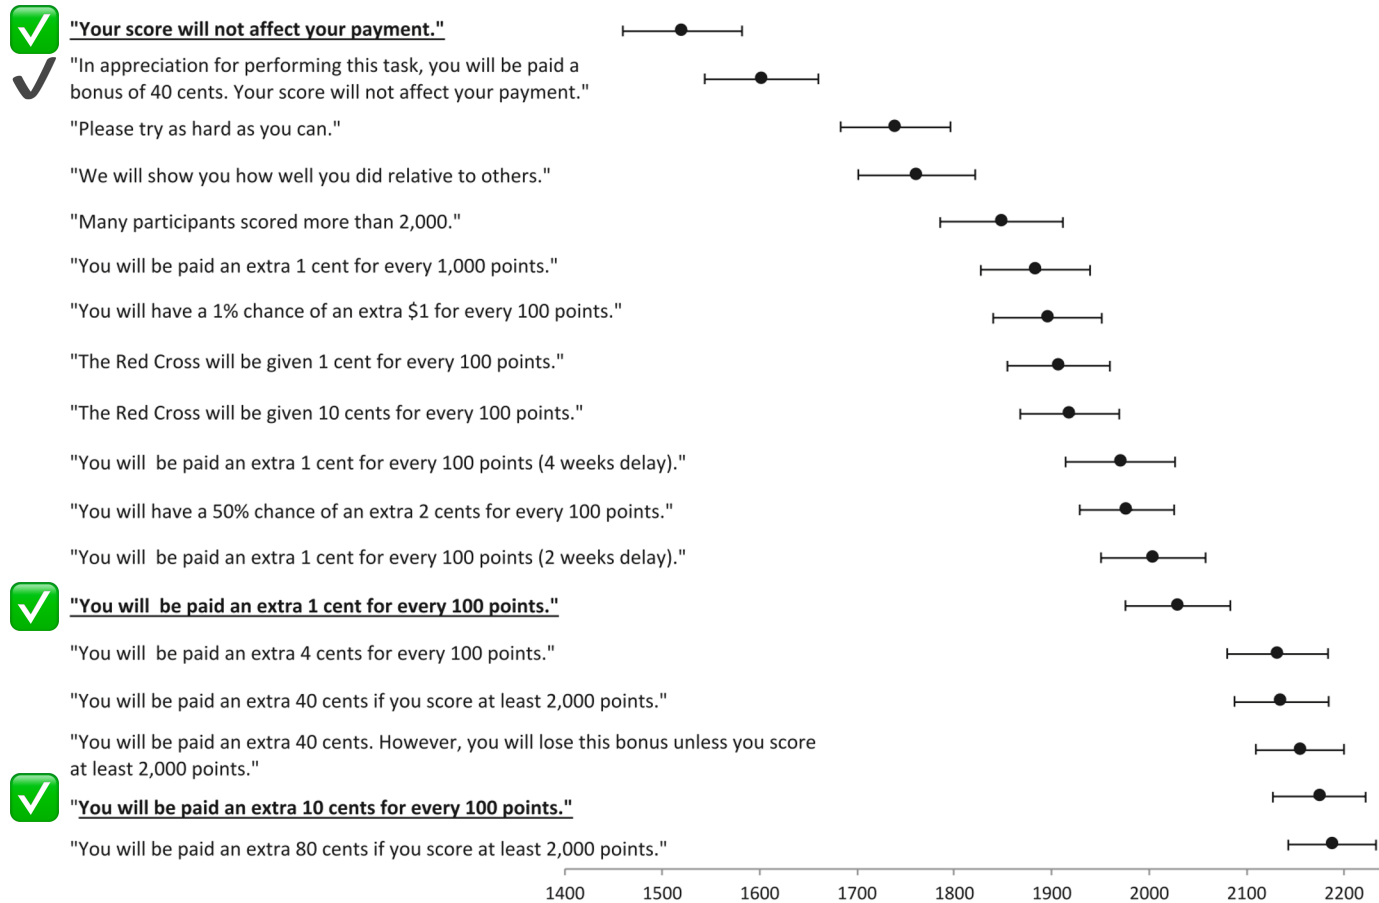 "Your score will not affect your payment."
"In appreciation for performing this task, you will be paid a
bonus of 40 cents. Your score will not affect your payment."
"Please try as hard as you can."
"We will show you how well you did relative to others."
"Many participants scored more than 2,000."
"You will be paid an extra 1 cent for every 1,000 points."
"You will have a 1% chance of an extra $1 for every 100 points."
"The Red Cross will be given 1 cent for every 100 points."
"The Red Cross will be given 10 cents for every 100 points."
"You will  be paid an extra 1 cent for every 100 points (4 weeks delay)."
"You will have a 50% chance of an extra 2 cents for every 100 points."
"You will  be paid an extra 1 cent for every 100 points (2 weeks delay)."
"You will  be paid an extra 1 cent for every 100 points."
"You will  be paid an extra 4 cents for every 100 points."
"You will be paid an extra 40 cents if you score at least 2,000 points."
"You will be paid an extra 40 cents. However, you will lose this bonus unless you score
at least 2,000 points."
"You will be paid an extra 10 cents for every 100 points."
"You will be paid an extra 80 cents if you score at least 2,000 points."
1400 1500 1600 1700 1800 1900 2000 2100 2200